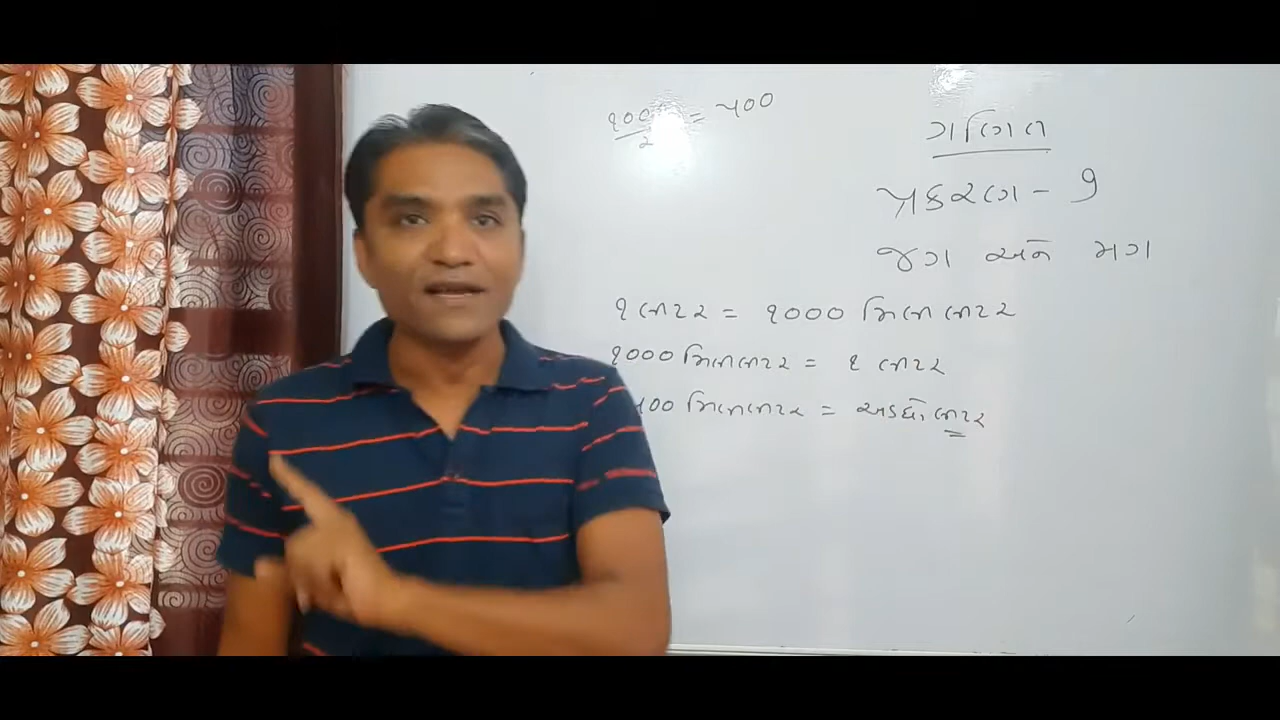 ગણિત
પ્રકરણ - ૭
જગ અને મગ
૧૦૦૦/૨ = ૫૦૦
૧ લીટર = ૧૦૦૦ મિલીલીટર
૧૦૦૦ મિલીલીટર = ૧ લીટર
૫૦૦ મિલીલીટર = અડધો લીટર